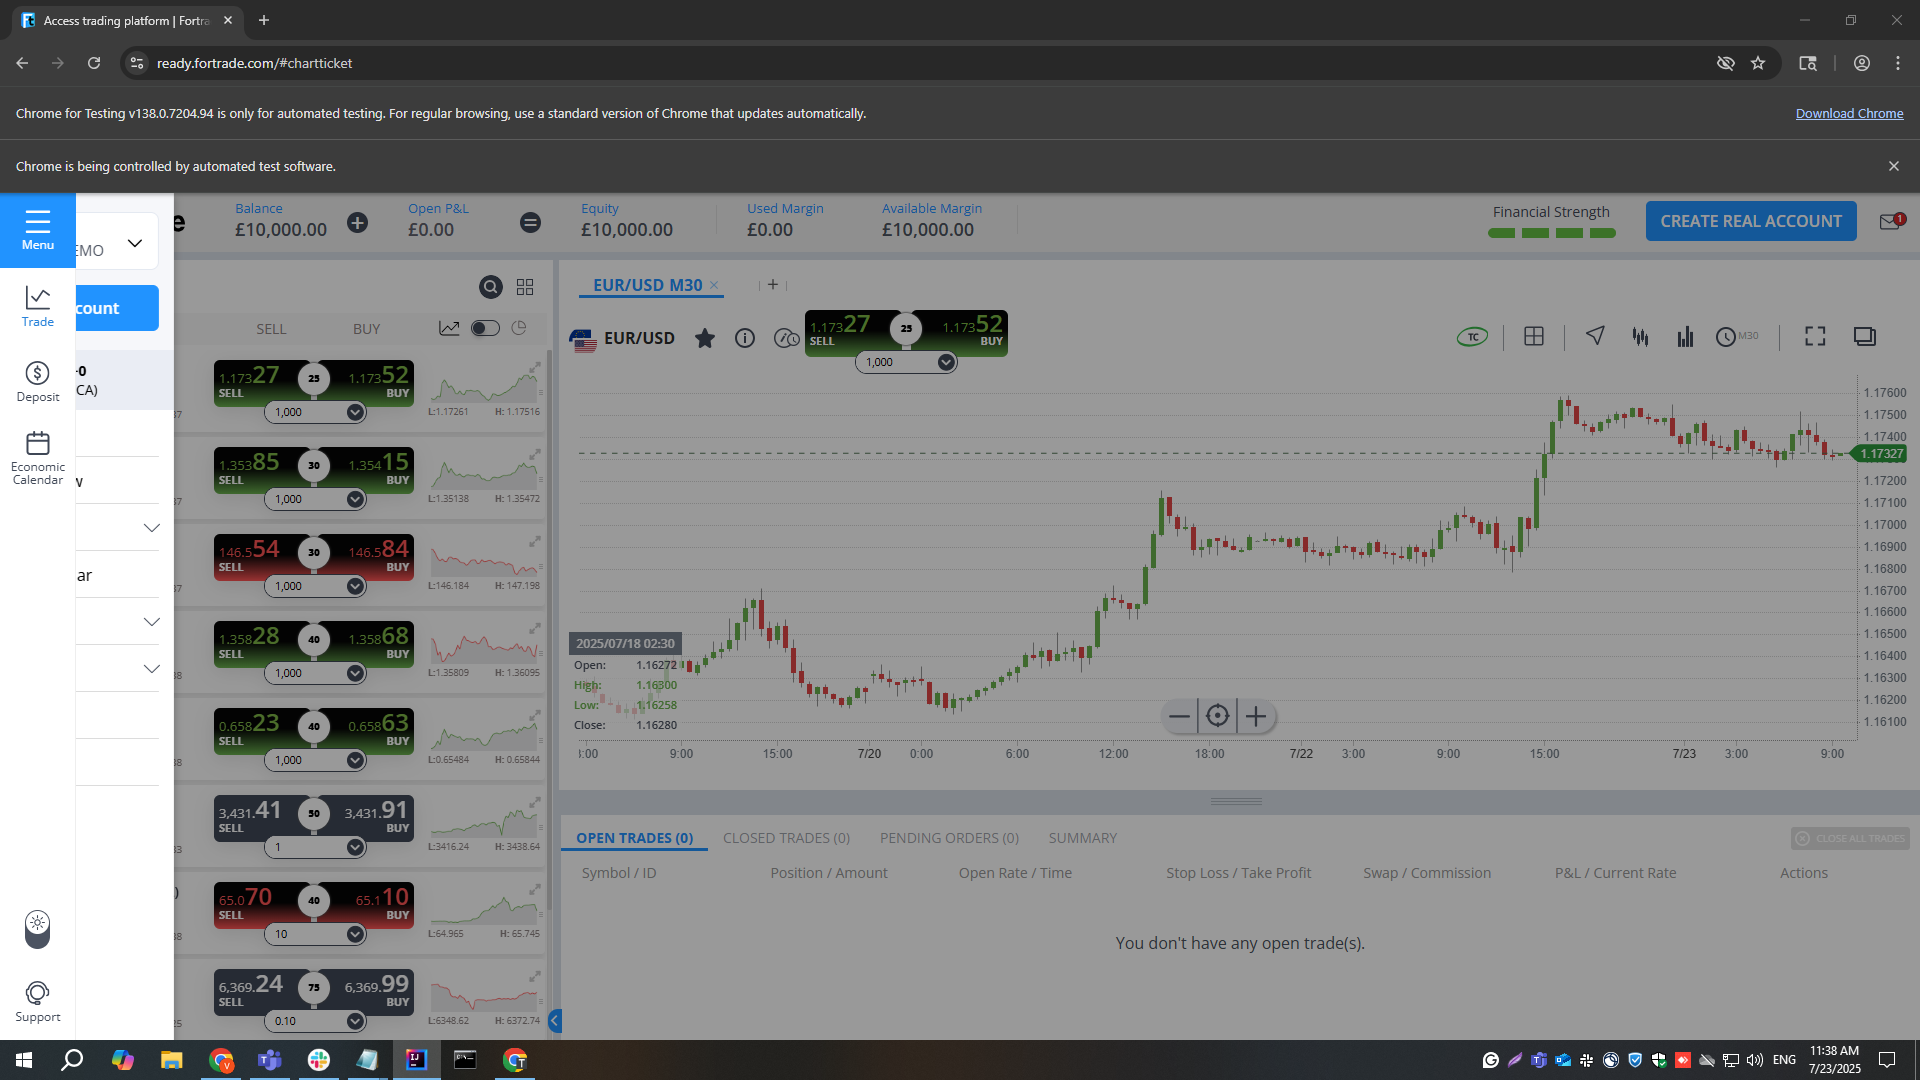 Access trading platform | Fortra
ready.fortrade.com/#chartticket
Chrome for Testing v138.0.7204.94 is only for automated testing. For regular browsing, use a standard version of Chrome that updates automatically.
Download Chrome
Chrome is being controlled by automated test software.
Menu
EMO
count
-0
CA)
w
ar
Trade
Deposit
Economic
Calendar
Support
e
Balance
£10,000.00
Open P&L
£0.00
Equity
£10,000.00
Used Margin
£0.00
Available Margin
£10,000.00
Financial Strength
CREATE REAL ACCOUNT
1
SELL BUY
1.17327 25 1.17352
SELL BUY
1,000
L:1.17261 H: 1.17516
1.35385 30 1.35415
SELL BUY
1,000
L:1.35138 H: 1.35472
146.554 30 146.584
SELL BUY
1,000
L:146.184 H: 147.198
1.35828 40 1.35868
SELL BUY
1,000
L:1.35809 H: 1.36095
0.65823 40 0.65863
SELL BUY
1,000
L:0.65484 H: 0.65844
3,431.41 50 3,431.91
SELL BUY
1
L:3416.24 H: 3438.64
65.070 40 65.110
SELL BUY
10
L:64.965 H: 65.745
6,369.24 75 6,369.99
SELL BUY
0.10
L:6348.62 H: 6372.74
EUR/USD M30
EUR/USD
1.17327 25 1.17352
SELL BUY
1,000
TC
M30
1.17600
1.17500
1.17400
1.17327
1.17200
1.17100
1.17000
1.16900
1.16800
1.16700
1.16600
1.16500
1.16400
1.16300
1.16200
1.16100
2025/07/18 02:30
Open: 1.16272
High: 1.16300
Low: 1.16258
Close: 1.16280
:00 9:00 15:00 7/20 0:00 6:00 12:00 18:00 7/22 3:00 9:00 15:00 7/23 3:00 9:00
OPEN TRADES (0) CLOSED TRADES (0) PENDING ORDERS (0) SUMMARY
CLOSE ALL TRADES
Symbol / ID Position / Amount Open Rate / Time Stop Loss / Take Profit Swap / Commission P&L / Current Rate Actions
You don't have any open trade(s).
ENG
11:38 AM
7/23/2025